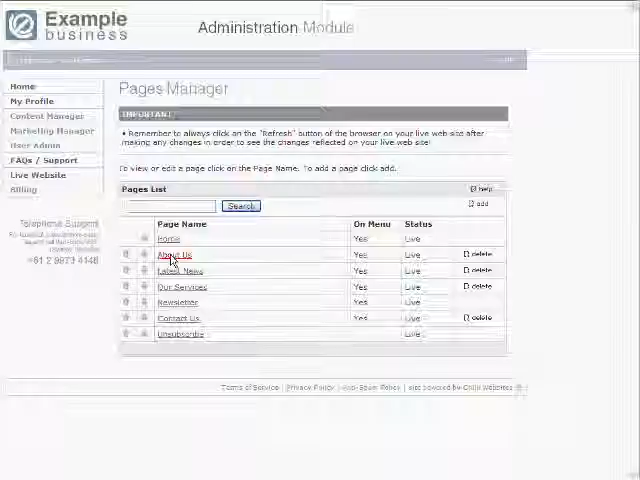 Example
business
Administration Module
Home
My Profile
Content Manager
Marketing Manager
User Admin
FAQs / Support
Live Website
Billing
Telephone Support
+61 2 9973 4146
Pages Manager
IMPORTANT
• Remember to always click on the "Refresh" button of the browser on your live web site after
making any changes in order to see the changes reflected on your live web site!
To view or edit a page click on the Page Name. To add a page click add.
Pages List help
Search add
Page Name On Menu Status
Home Yes Live
About Us Yes Live delete
Latest News Yes Live
Our Services Yes Live delete
Newsletter Yes Live
Contact Us Yes Live delete
Unsubscribe Live
Terms of Service | Privacy Policy | Anti-Spam Policy | site powered by